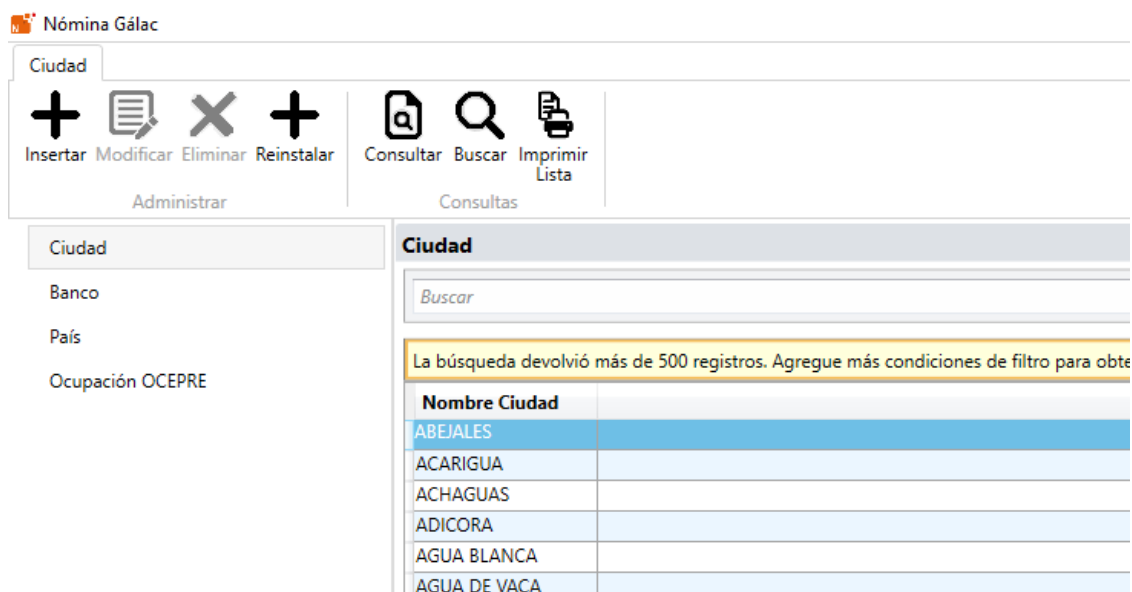 Nómina Gálac
Ciudad
Insertar Modificar Eliminar Reinstalar Consultar Buscar Imprimir
Lista
Administrar Consultas
Ciudad
Banco
País
Ocupación OCEPRE
Ciudad
Buscar
La búsqueda devolvió más de 500 registros. Agregue más condiciones de filtro para obte
Nombre Ciudad
ABEJALES
ACARIGUA
ACHAGUAS
ADICORA
AGUA BLANCA
AGUA DE VACA